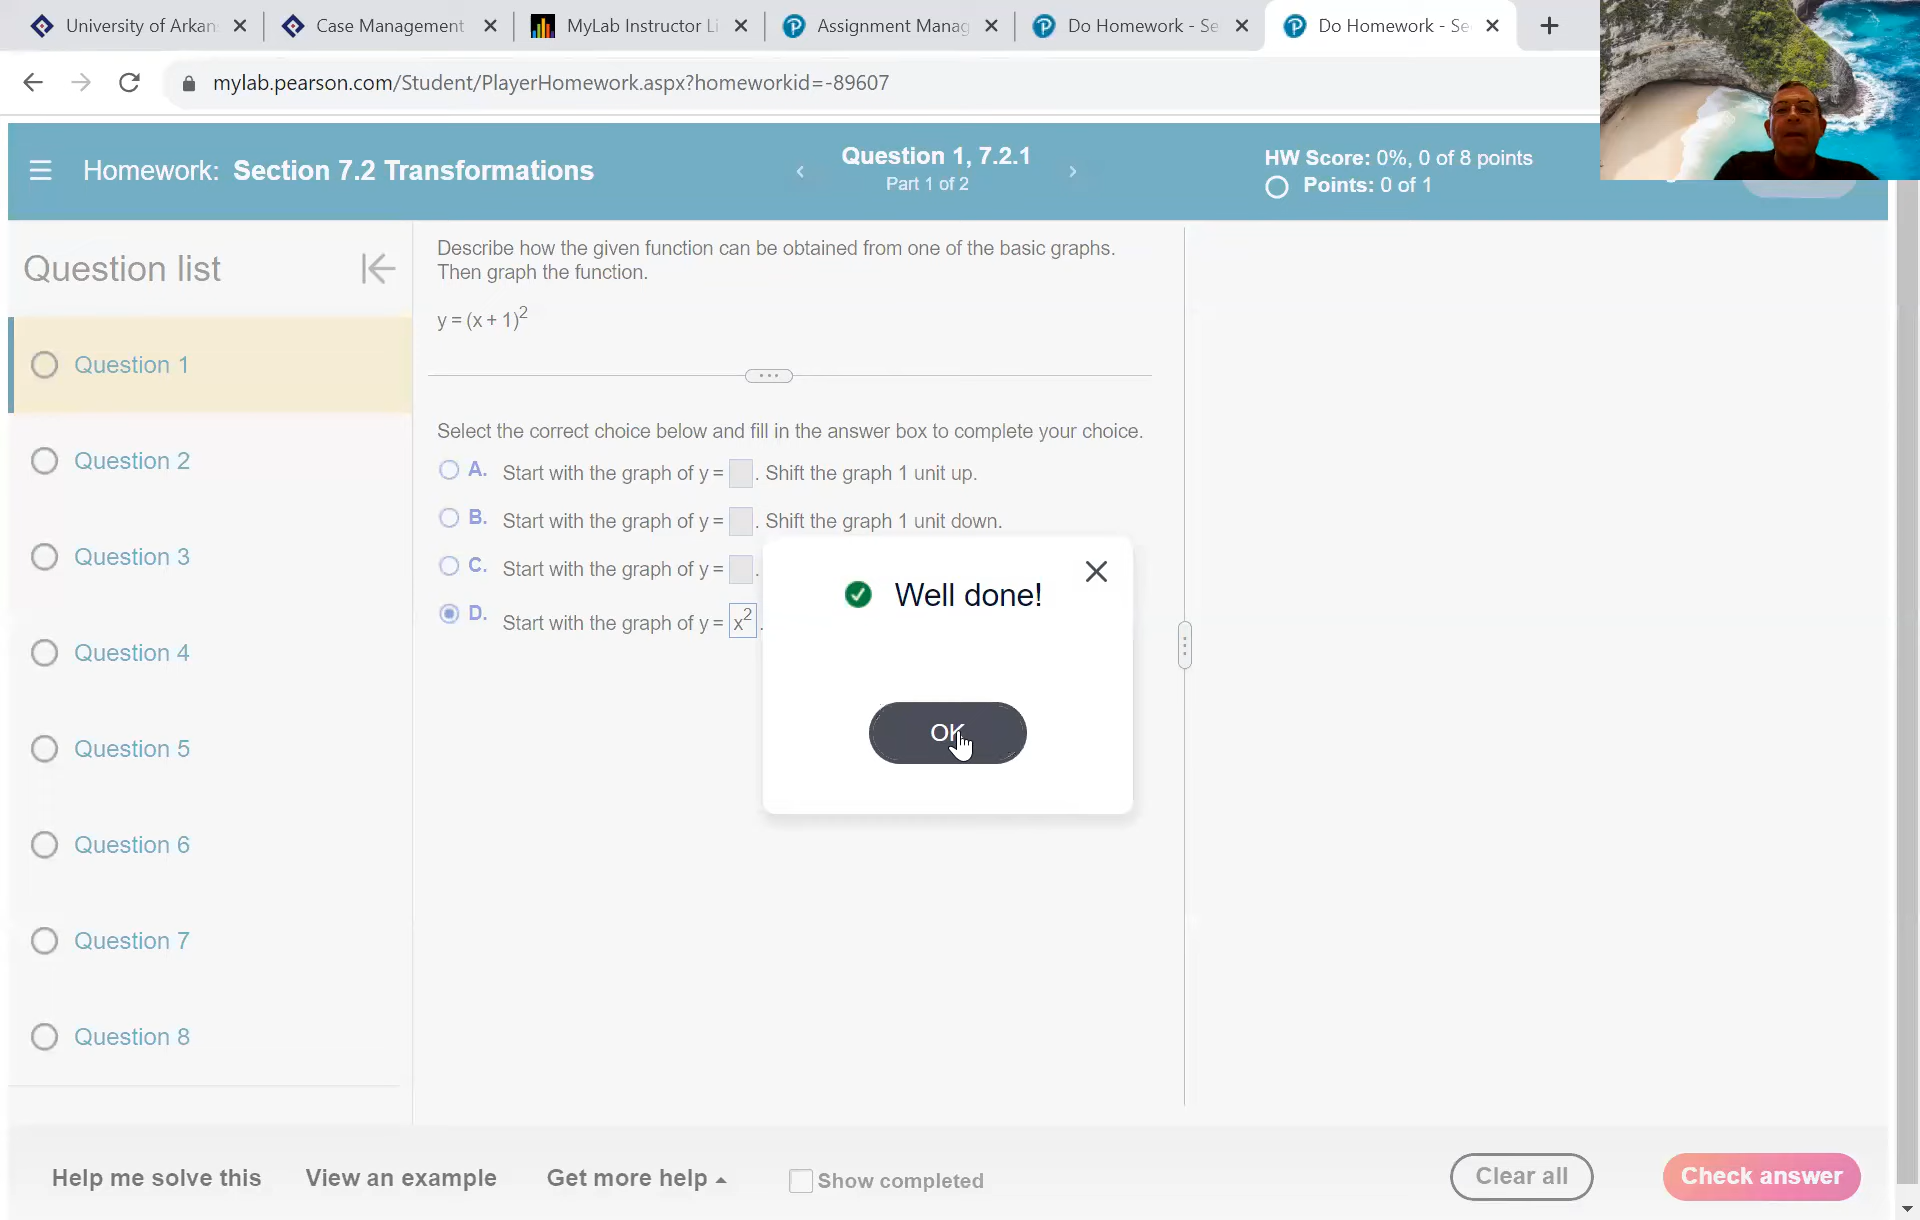 University of Arkan
Case Management
MyLab Instructor Li
Assignment Manag
Do Homework - Se
Do Homework - Se
mylab.pearson.com/Student/PlayerHomework.aspx?homeworkid=-89607
Homework: Section 7.2 Transformations
Question 1, 7.2.1
Part 1 of 2
HW Score: 0%, 0 of 8 points
Points: 0 of 1
Question list
Question 1
Question 2
Question 3
Question 4
Question 5
Question 6
Question 7
Question 8
Describe how the given function can be obtained from one of the basic graphs.
Then graph the function.
y = (x + 1)²
Select the correct choice below and fill in the answer box to complete your choice.
A. Start with the graph of y = . Shift the graph 1 unit up.
B. Start with the graph of y = . Shift the graph 1 unit down.
C. Start with the graph of y = .
D. Start with the graph of y = x².
Well done!
OK
Help me solve this
View an example
Get more help
Show completed
Clear all
Check answer